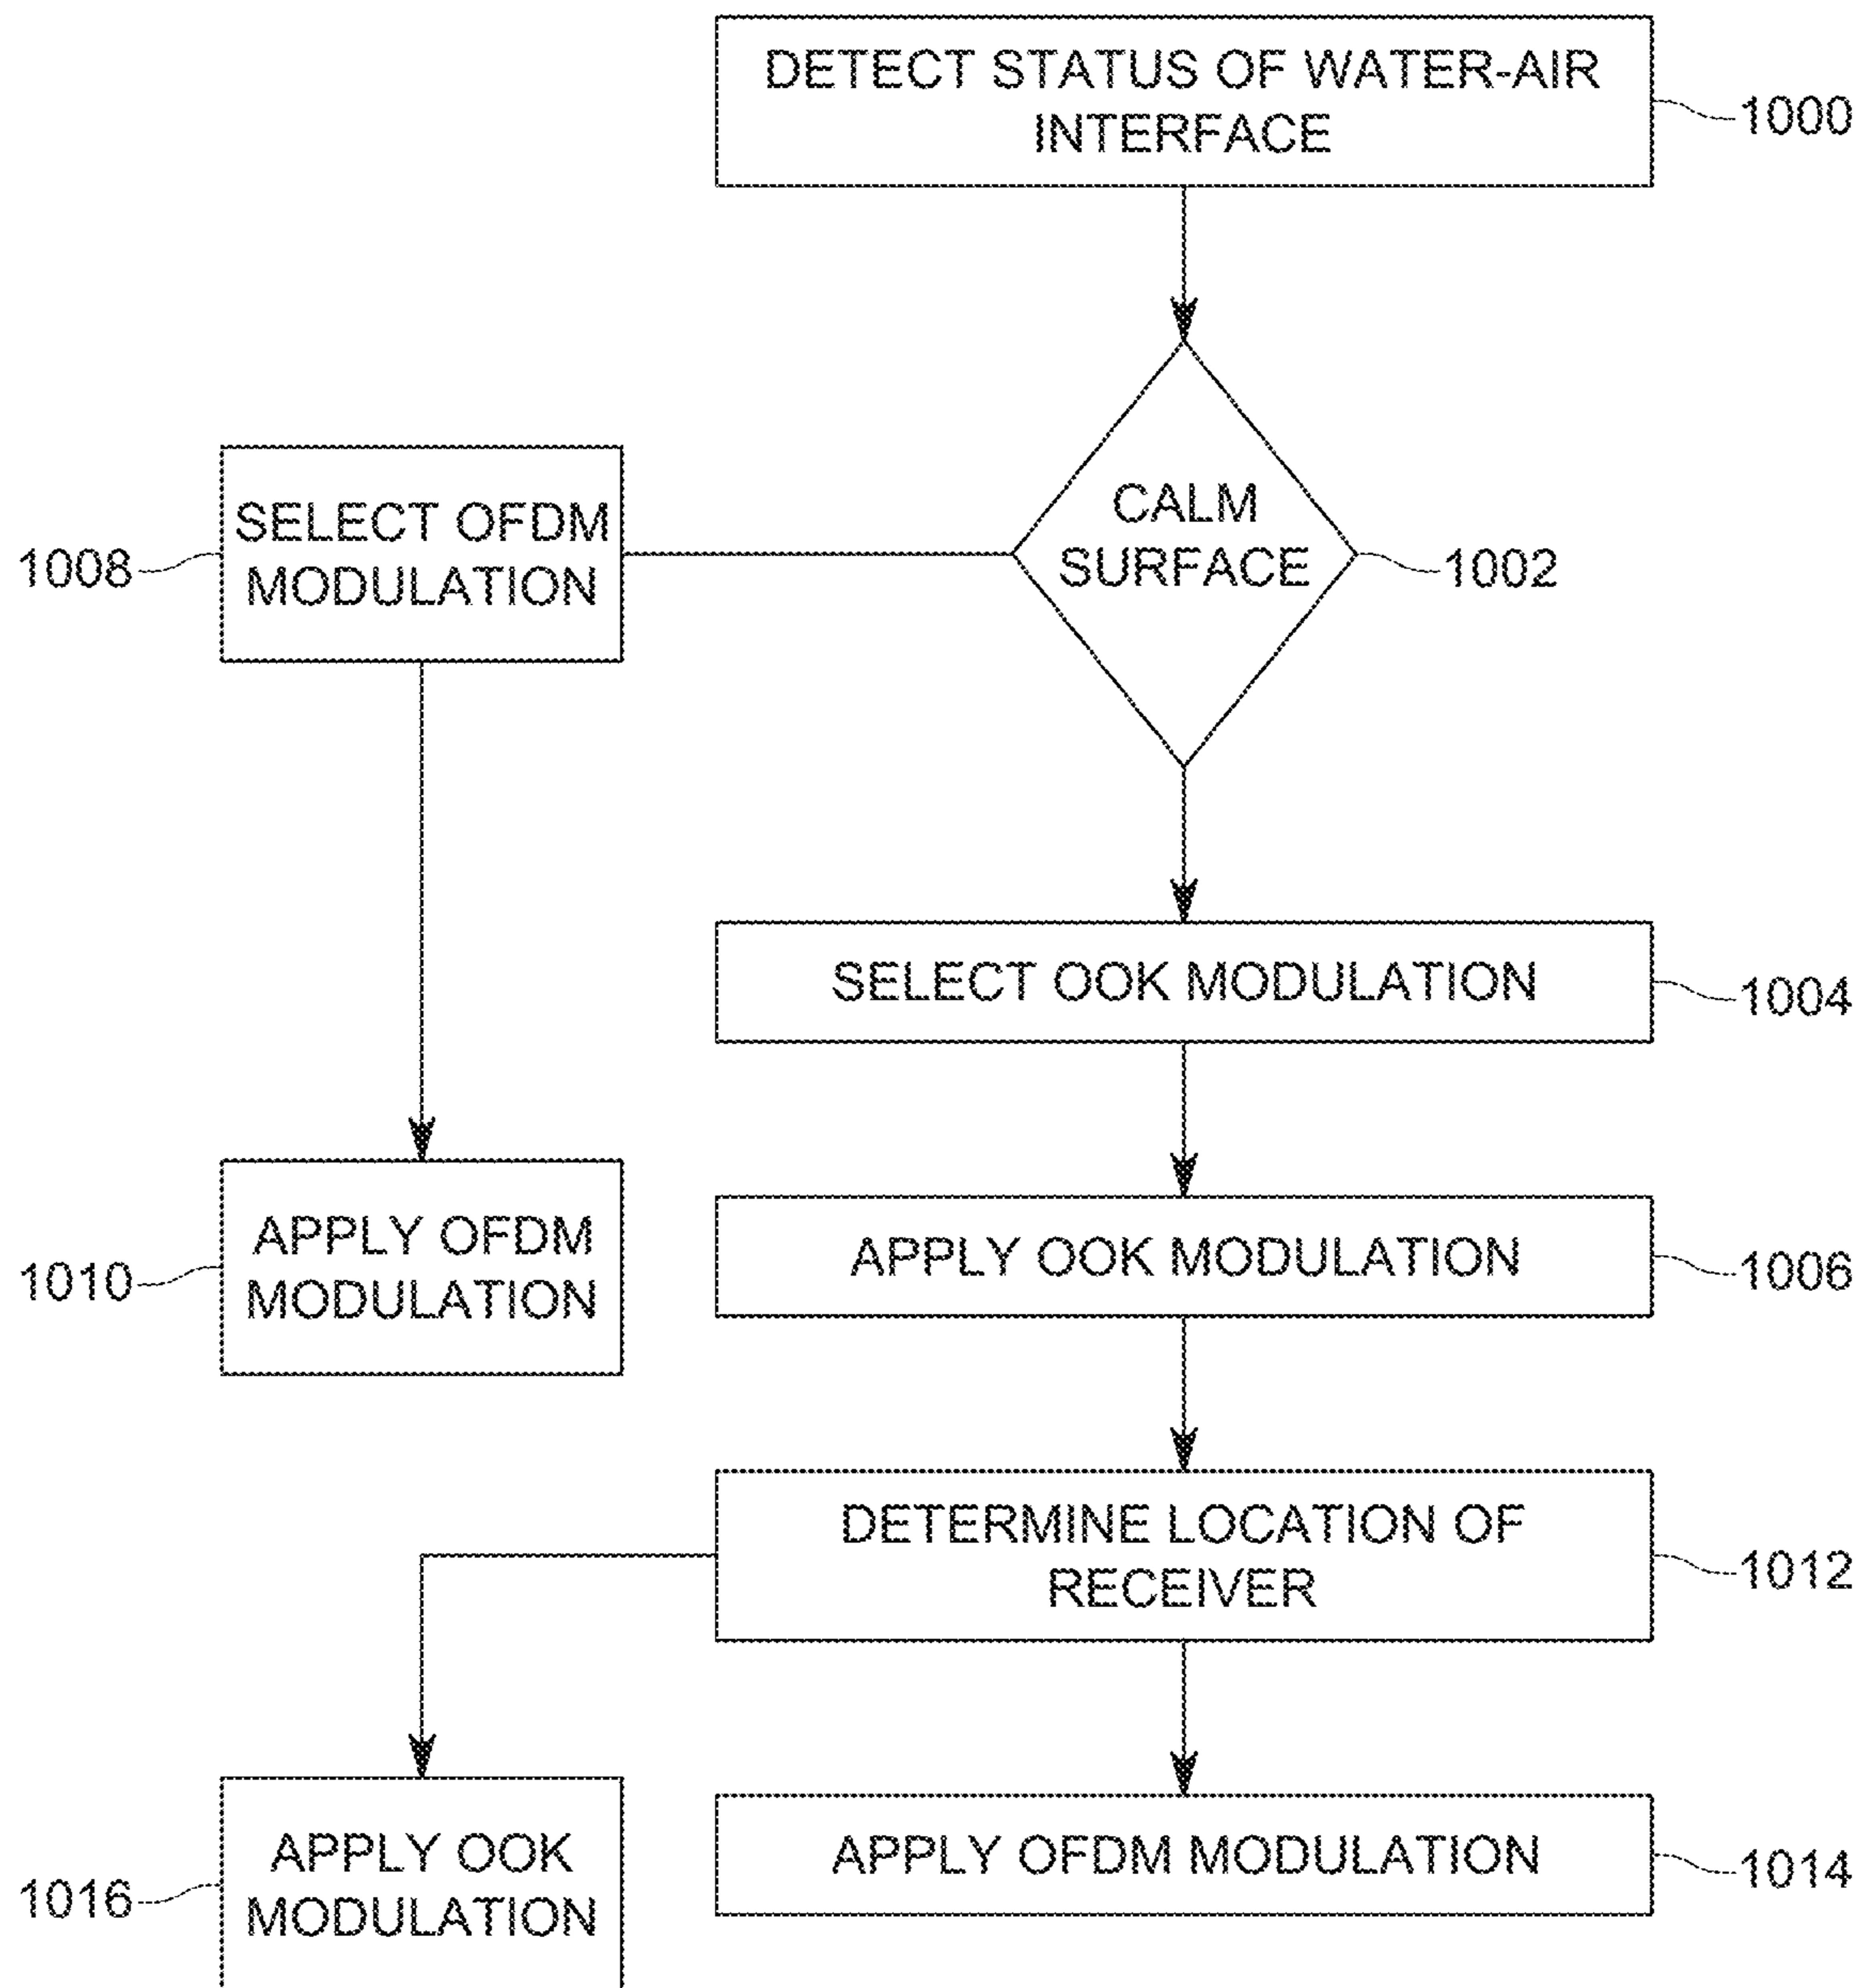 DETECT STATUS OF WATER-AIR
INTERFACE
1000
CALM
SURFACE
1002
SELECT OFDM
MODULATION
1008
SELECT OOK MODULATION
1004
APPLY OFDM
MODULATION
1010
APPLY OOK MODULATION
1006
DETERMINE LOCATION OF
RECEIVER
1012
APPLY OOK
MODULATION
1016
APPLY OFDM MODULATION
1014